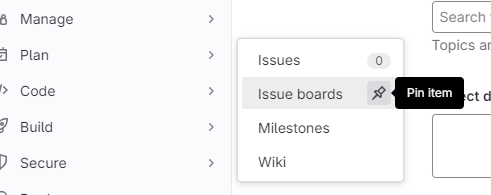 Manage
Plan
Code
Build
Secure
Issues 0
Issue boards
Pin item
Milestones
Wiki
Search
Topics ar
ect d